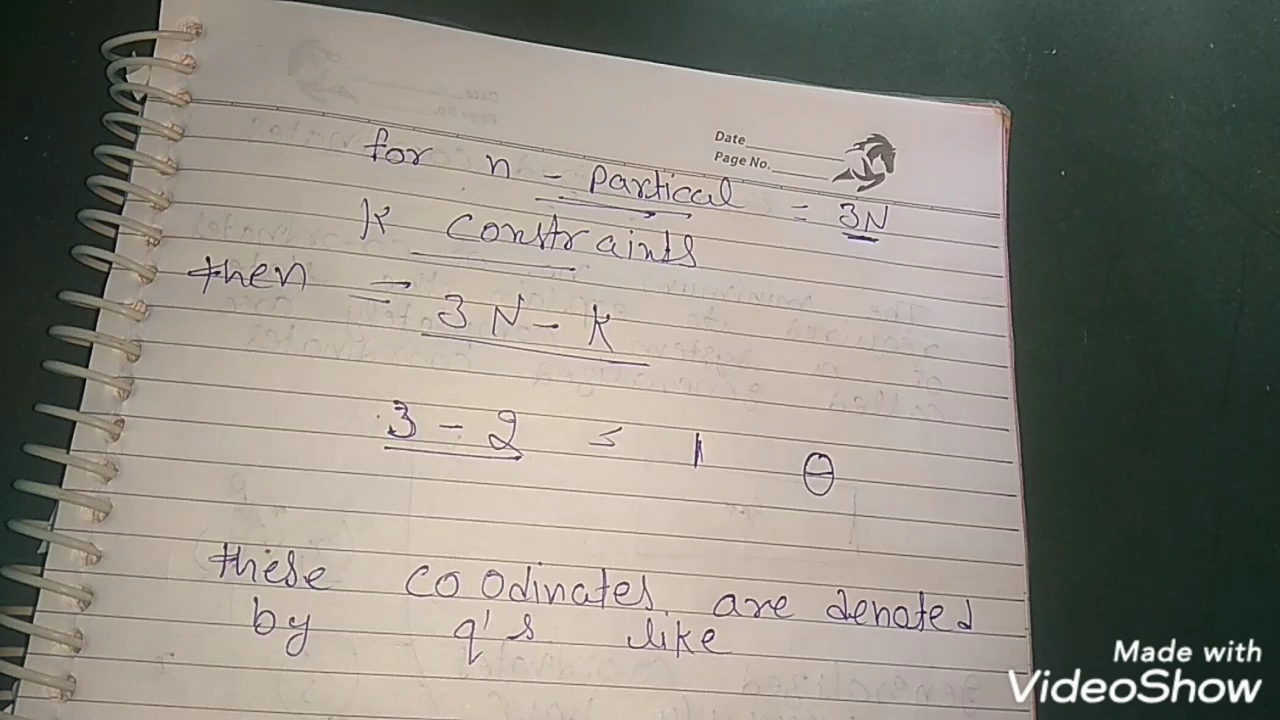 Date
Page No.
for n - partical = 3N
K constraints
then = 3N - K
3 - 2 = 1 θ
these coodinates are denoted
by q's like
Made with
VideoShow